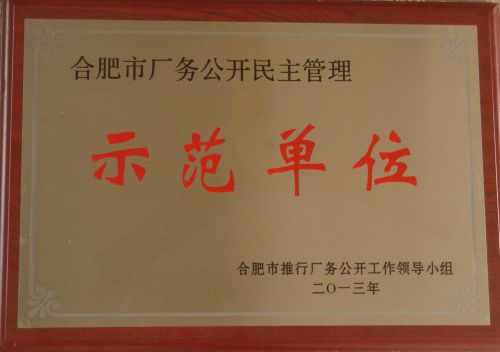 合肥市厂务公开民主管理
示范单位
合肥市推行厂务公开工作领导小组
二〇一三年